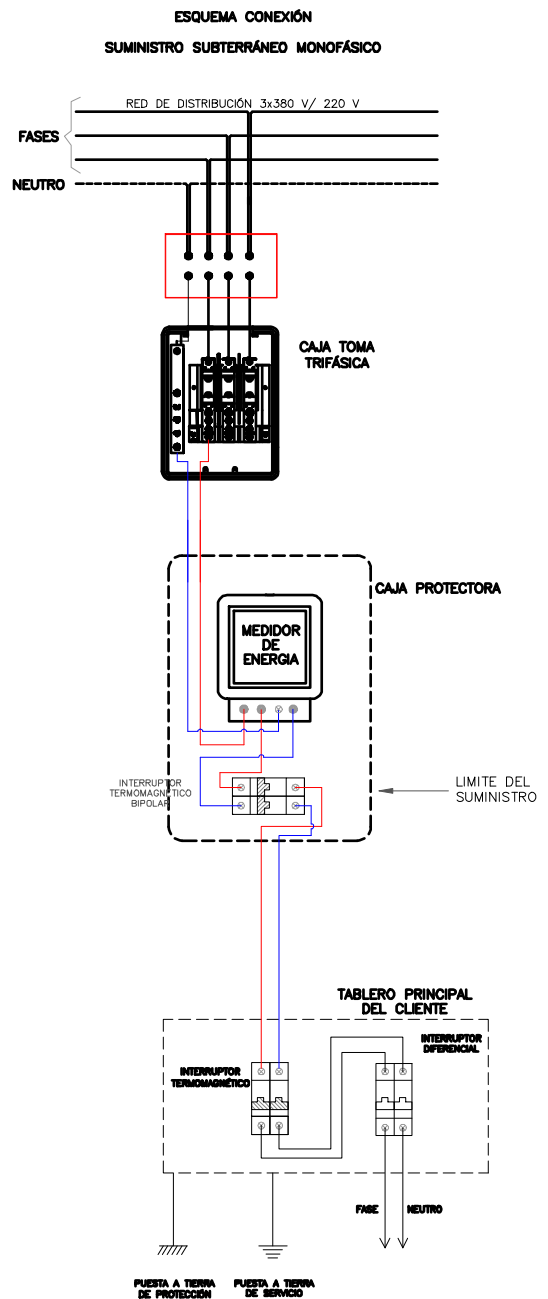 ESQUEMA CONEXIÓN
SUMINISTRO SUBTERRÁNEO MONOFÁSICO
RED DE DISTRIBUCIÓN 3x380 V/ 220 V
FASES
NEUTRO
CAJA TOMA
TRIFÁSICA
CAJA PROTECTORA
MEDIDOR
DE
ENERGIA
INTERRUPTOR
TERMOMAGNÉTICO
BIPOLAR
LIMITE DEL
SUMINISTRO
TABLERO PRINCIPAL
DEL CLIENTE
INTERRUPTOR
DIFERENCIAL
INTERRUPTOR
TERMOMAGNÉTICO
FASE
NEUTRO
PUESTA A TIERRA
DE PROTECCIÓN
PUESTA A TIERRA
DE SERVICIO